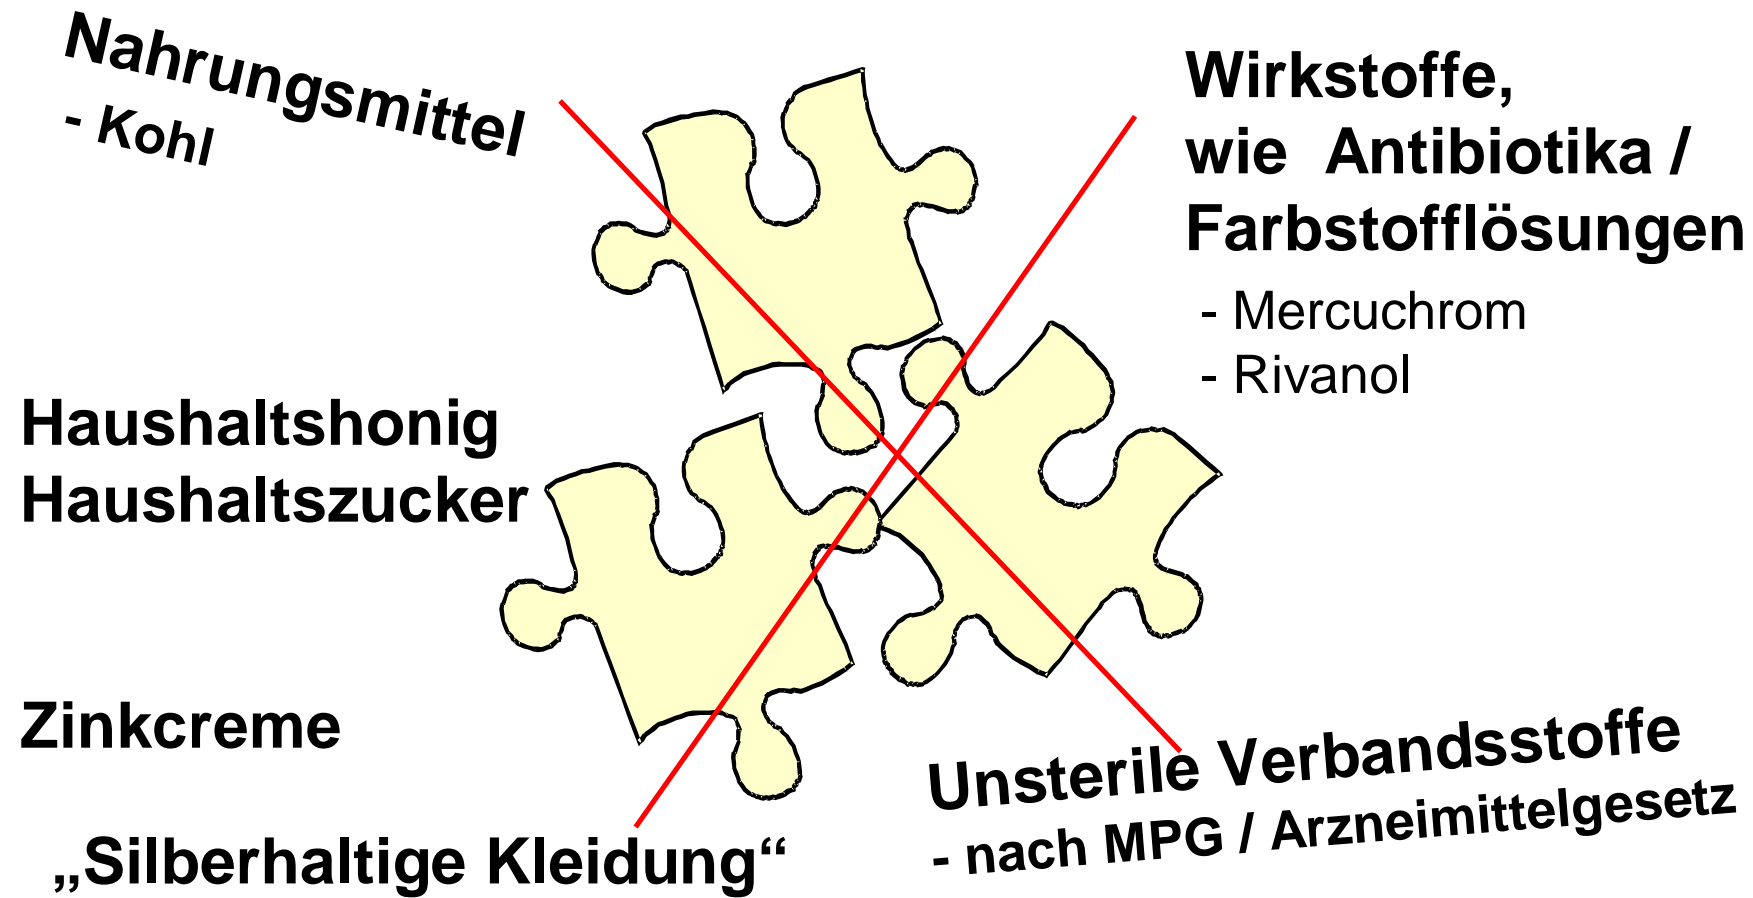 Nahrungsmittel
- Kohl
Wirkstoffe,
wie Antibiotika /
Farbstofflösungen
- Mercuchrom
- Rivanol
Haushaltshonig
Haushaltszucker
Zinkcreme
„Silberhaltige Kleidung“
Unsterile Verbandsstoffe
- nach MPG / Arzneimittelgesetz